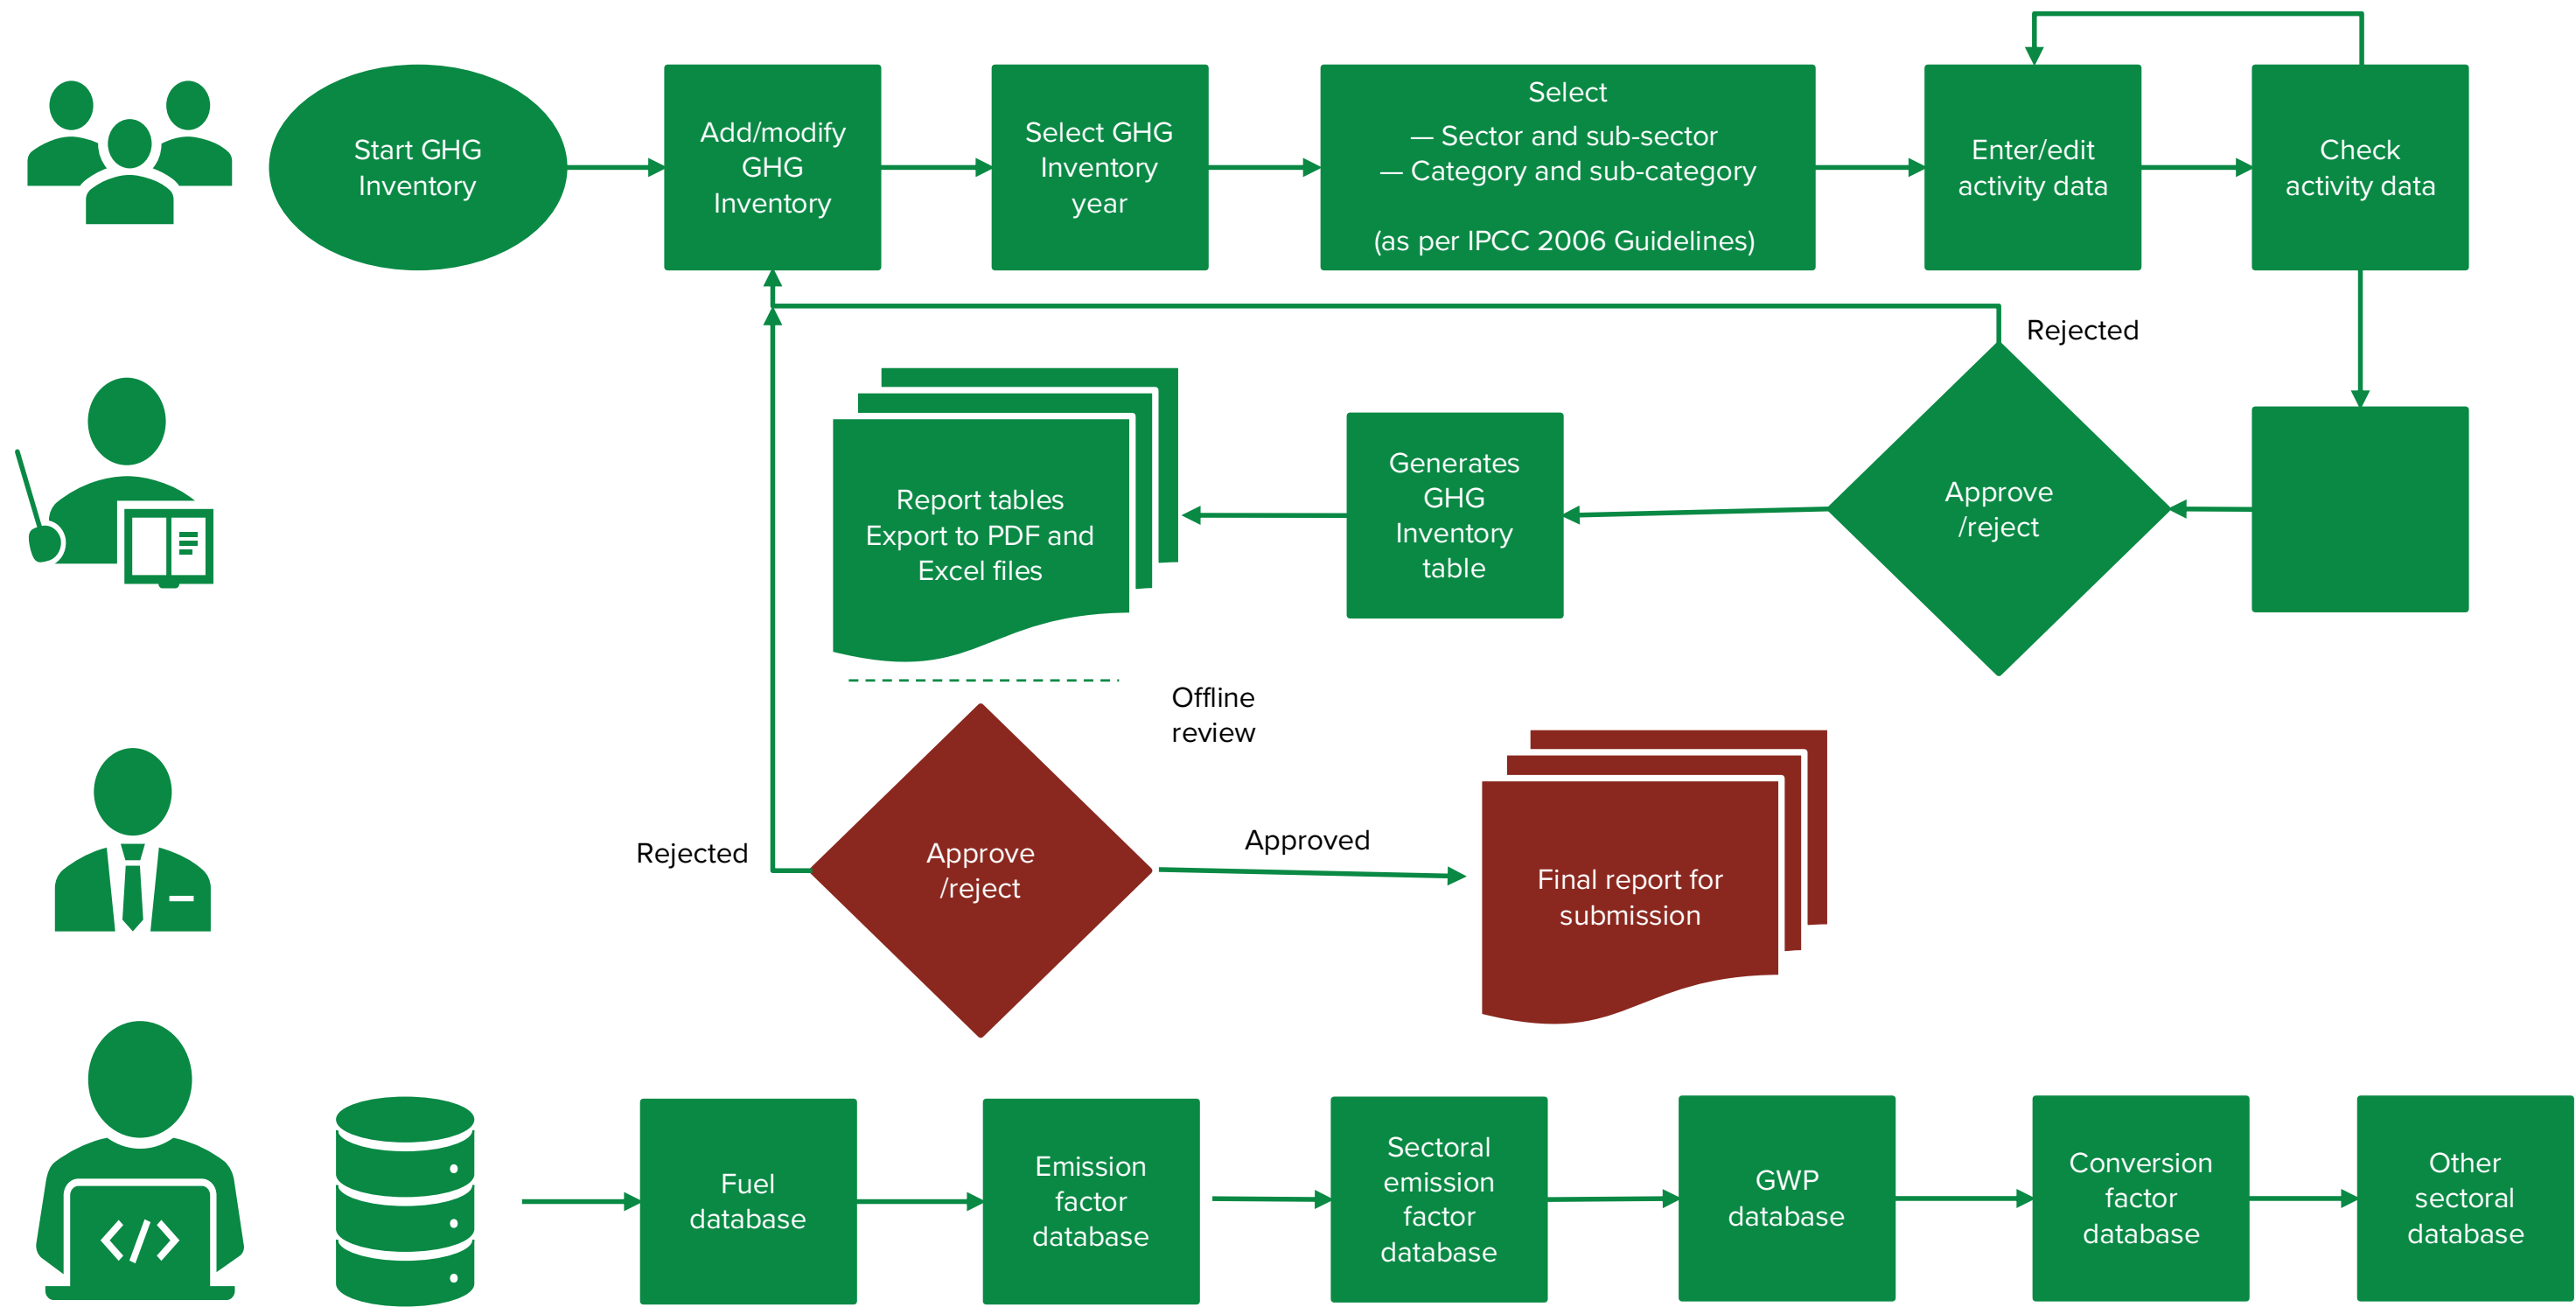 Start GHG
Inventory
Add/modify
GHG
Inventory
Select GHG
Inventory
year
Select
— Sector and sub-sector
— Category and sub-category
(as per IPCC 2006 Guidelines)
Enter/edit
activity data
Check
activity data
Rejected
Report tables
Export to PDF and
Excel files
Generates
GHG
Inventory
table
Approve
/reject
Offline
review
Rejected
Approve
/reject
Approved
Final report for
submission
</>
Fuel
database
Emission
factor
database
Sectoral
emission
factor
database
GWP
database
Conversion
factor
database
Other
sectoral
database